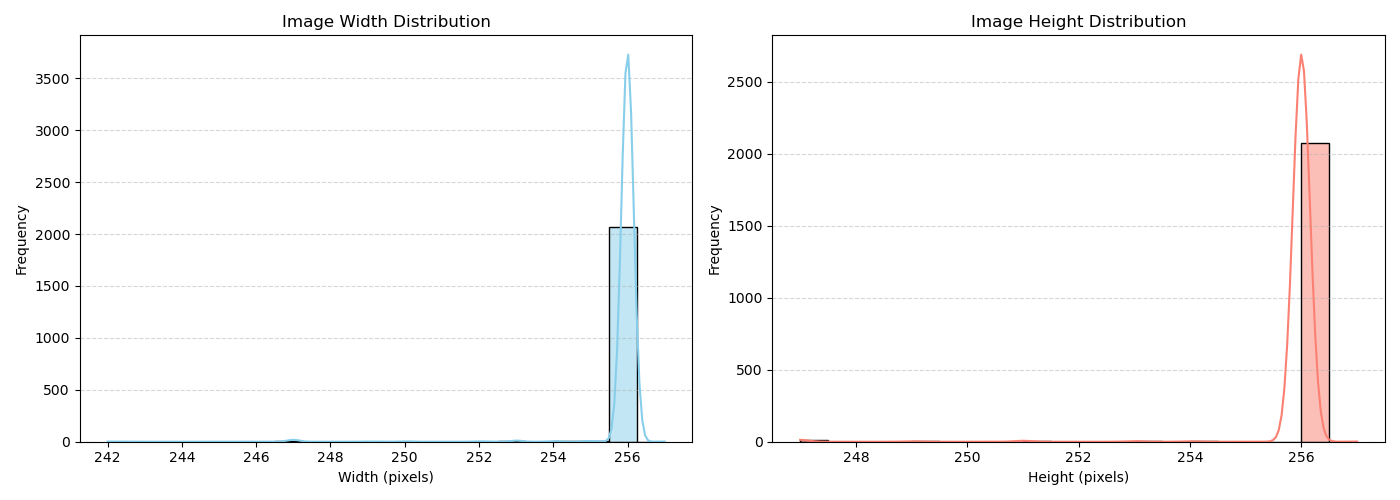 Image Width Distribution
Frequency
3500
3000
2500
2000
1500
1000
500
0
242 244 246 248 250 252 254 256
Width (pixels)
Image Height Distribution
Frequency
2500
2000
1500
1000
500
0
248 250 252 254 256
Height (pixels)